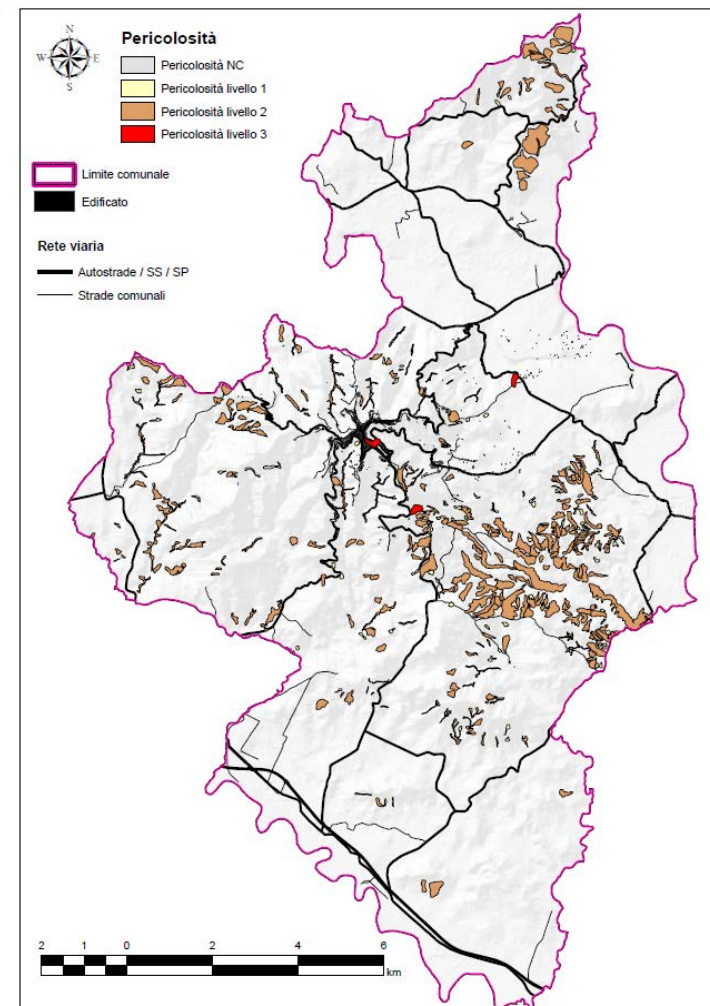 N
W E
S
Pericolosità
Pericolosità NC
Pericolosità livello 1
Pericolosità livello 2
Pericolosità livello 3
Limite comunale
Edificato
Rete viaria
Autostrade / SS / SP
Strade comunali
2 1 0 2 4 6
km